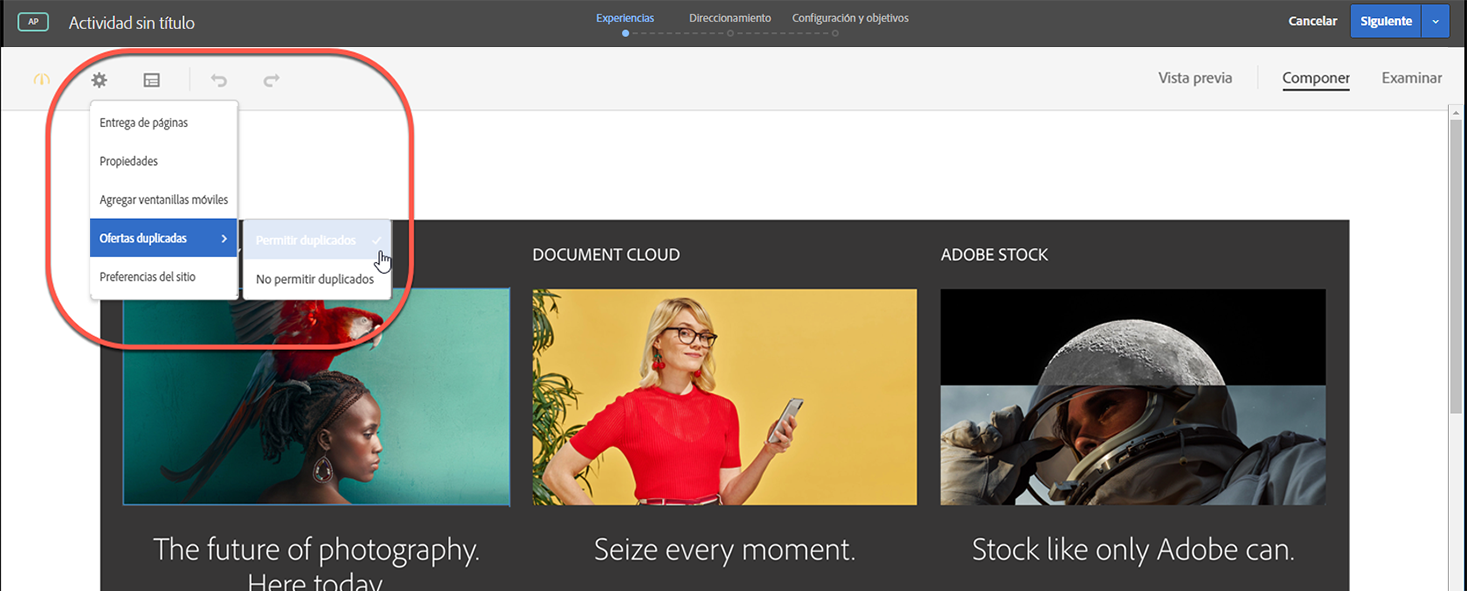 AP
Actividad sin título
Experiencias
Direccionamiento
Configuración y objetivos
Cancelar
Siguiente
Vista previa
Componer
Examinar
Entrega de páginas
Propiedades
Agregar ventanillas móviles
Ofertas duplicadas
Permitir duplicados
No permitir duplicados
Preferencias del sitio
DOCUMENT CLOUD
ADOBE STOCK
The future of photography.
Here today.
Seize every moment.
Stock like only Adobe can.